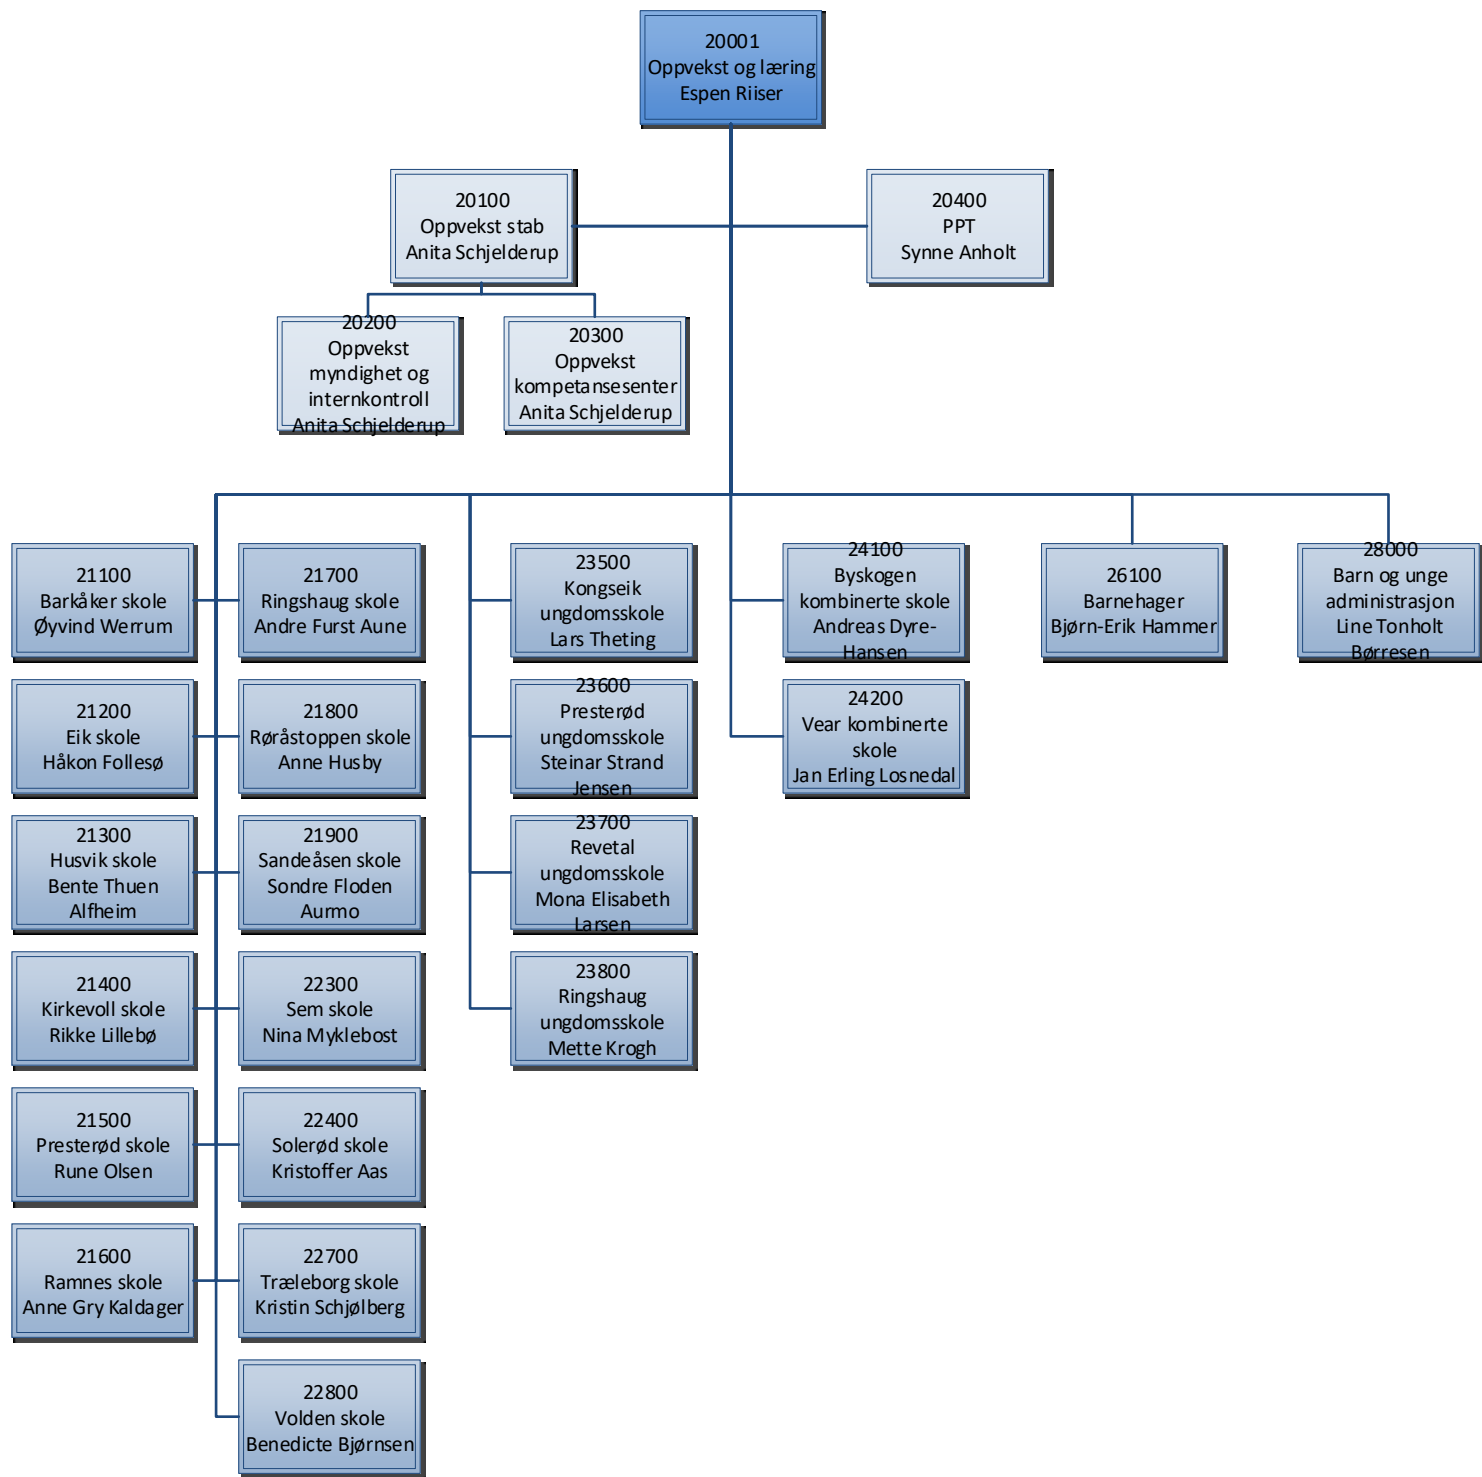 20001
Oppvekst og læring
Espen Riiser
20100
Oppvekst stab
Anita Schjelderup
20400
PPT
Synne Anholt
20200
Oppvekst
myndighet og
internkontroll
Anita Schjelderup
20300
Oppvekst
kompetansesenter
Anita Schjelderup
21100
Barkåker skole
Øyvind Werrum
21700
Ringshaug skole
Andre Furst Aune
23500
Kongseik
ungdomsskole
Lars Theting
24100
Byskogen
kombinerte skole
Andreas Dyre-
Hansen
26100
Barnehager
Bjørn-Erik Hammer
28000
Barn og unge
administrasjon
Line Tonholt
Børresen
21200
Eik skole
Håkon Follesø
21800
Røråstoppen skole
Anne Husby
23600
Presterød
ungdomsskole
Steinar Strand
Jensen
24200
Vear kombinerte
skole
Jan Erling Losnedal
21300
Husvik skole
Bente Thuen
Alfheim
21900
Sandeåsen skole
Sondre Floden
Aurmo
23700
Revetal
ungdomsskole
Mona Elisabeth
Larsen
21400
Kirkevoll skole
Rikke Lillebø
22300
Sem skole
Nina Myklebost
23800
Ringshaug
ungdomsskole
Mette Krogh
21500
Presterød skole
Rune Olsen
22400
Solerød skole
Kristoffer Aas
21600
Ramnes skole
Anne Gry Kaldager
22700
Træleborg skole
Kristin Schjølberg
22800
Volden skole
Benedicte Bjørnsen